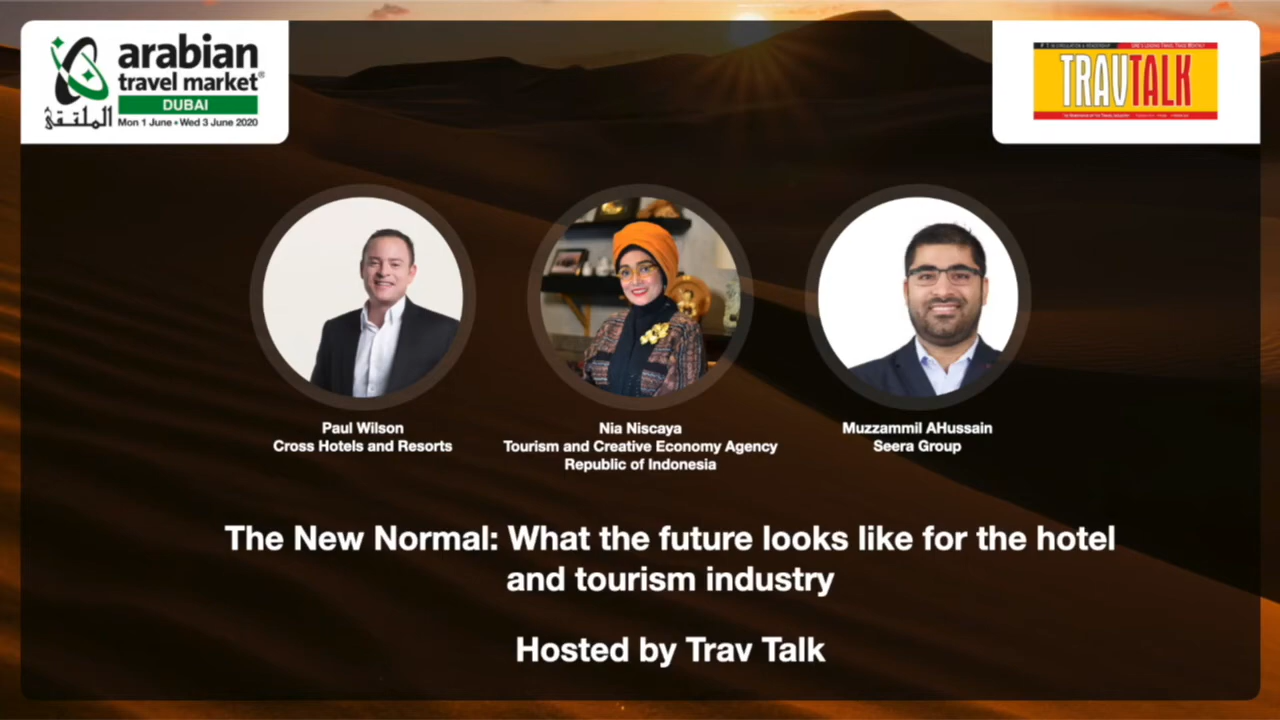 arabian
travel market®
DUBAI
الملتقى
Mon 1 June • Wed 3 June 2020
TRAVTALK
Paul Wilson
Cross Hotels and Resorts
Nia Niscaya
Tourism and Creative Economy Agency
Republic of Indonesia
Muzzammil AHussain
Seera Group
The New Normal: What the future looks like for the hotel
and tourism industry
Hosted by Trav Talk